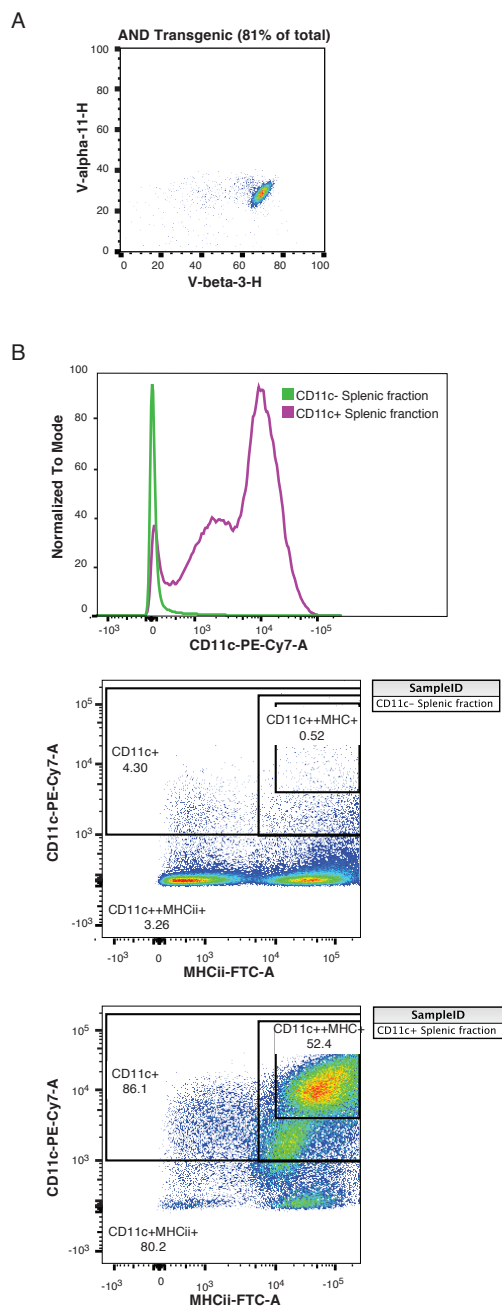 A
AND Transgenic (81% of total)
100
80
60
40
20
0
V-alpha-11-H
0 20 40 60 80 100
V-beta-3-H
B
100
80
60
40
20
0
Normalized To Mode
CD11c- Splenic fraction
CD11c+ Splenic franction
-10³ 0 10³ 10⁴ -10⁵
CD11c-PE-Cy7-A
SampleID
CD11c- Splenic fraction
10⁵
10⁴
10³
-10³
CD11c-PE-Cy7-A
CD11c++MHC+
0.52
CD11c+
4.30
CD11c++MHCii+
3.26
-10³ 0 10³ 10⁴ -10⁵
MHCii-FTC-A
SampleID
CD11c+ Splenic fraction
10⁵
10⁴
10³
-10³
CD11c-PE-Cy7-A
CD11c++MHC+
52.4
CD11c+
86.1
CD11c+MHCii+
80.2
-10³ 0 10³ 10⁴ -10⁵
MHCii-FTC-A